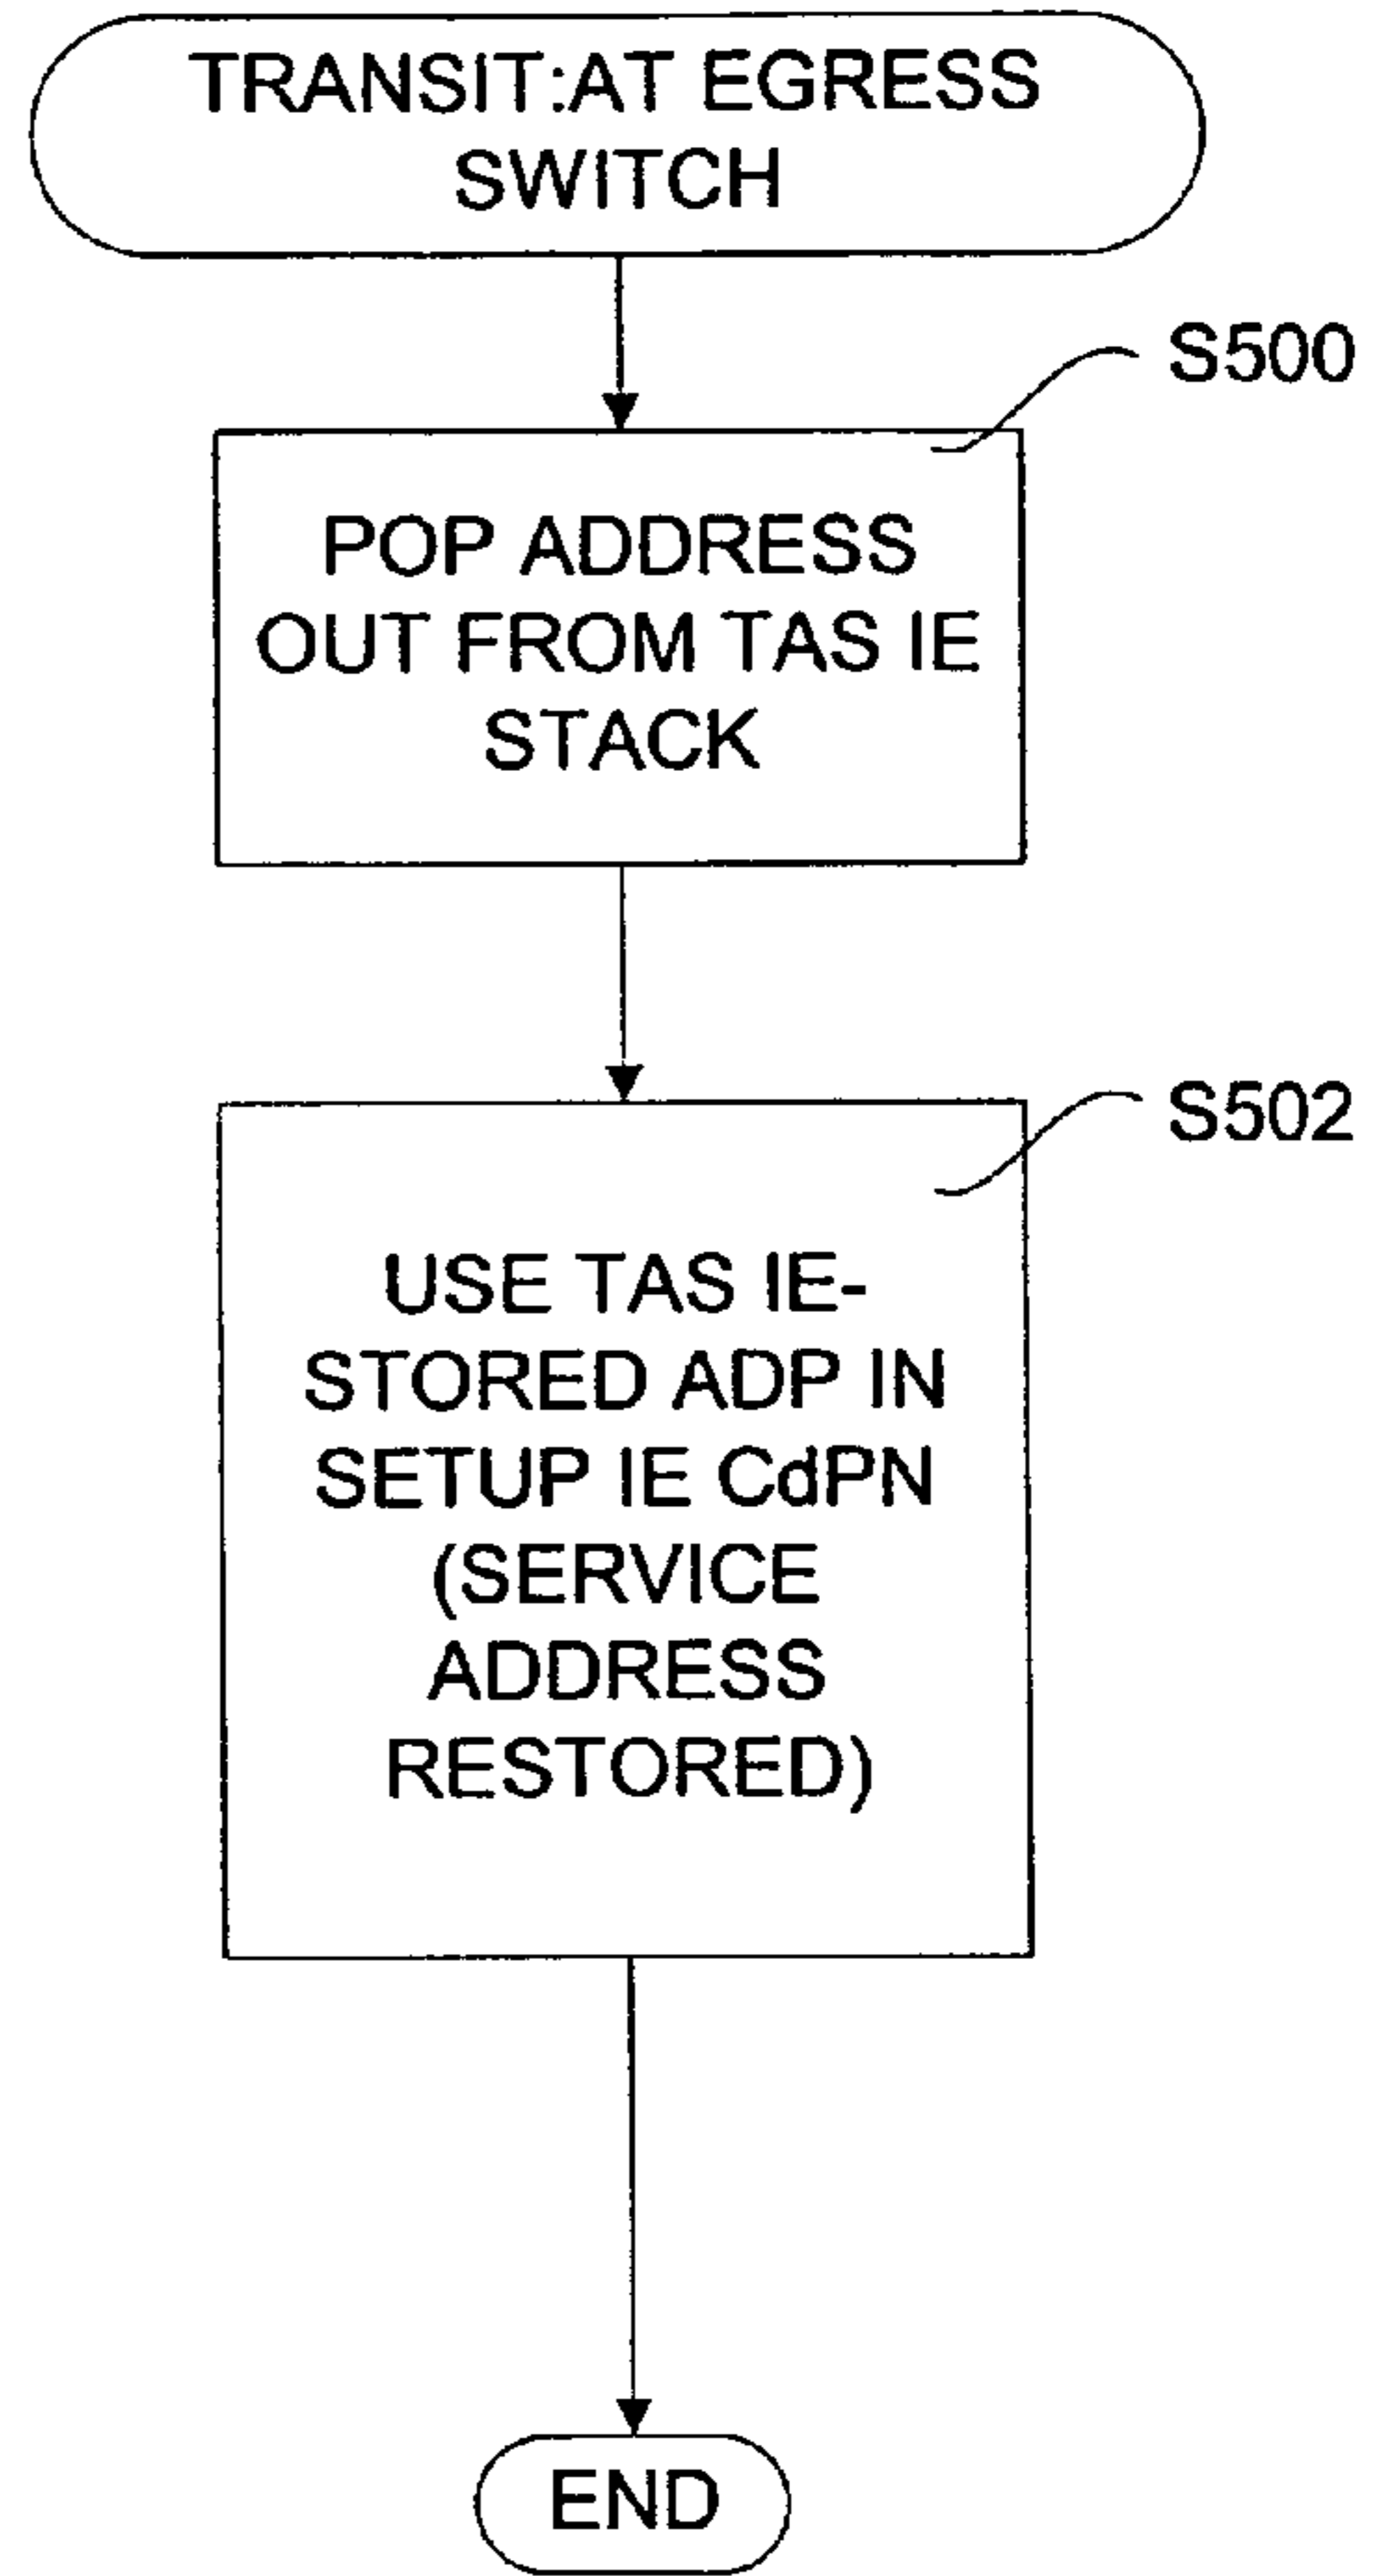 TRANSIT:AT EGRESS
SWITCH
S500
POP ADDRESS
OUT FROM TAS IE
STACK
S502
USE TAS IE-
STORED ADP IN
SETUP IE CdPN
(SERVICE
ADDRESS
RESTORED)
END